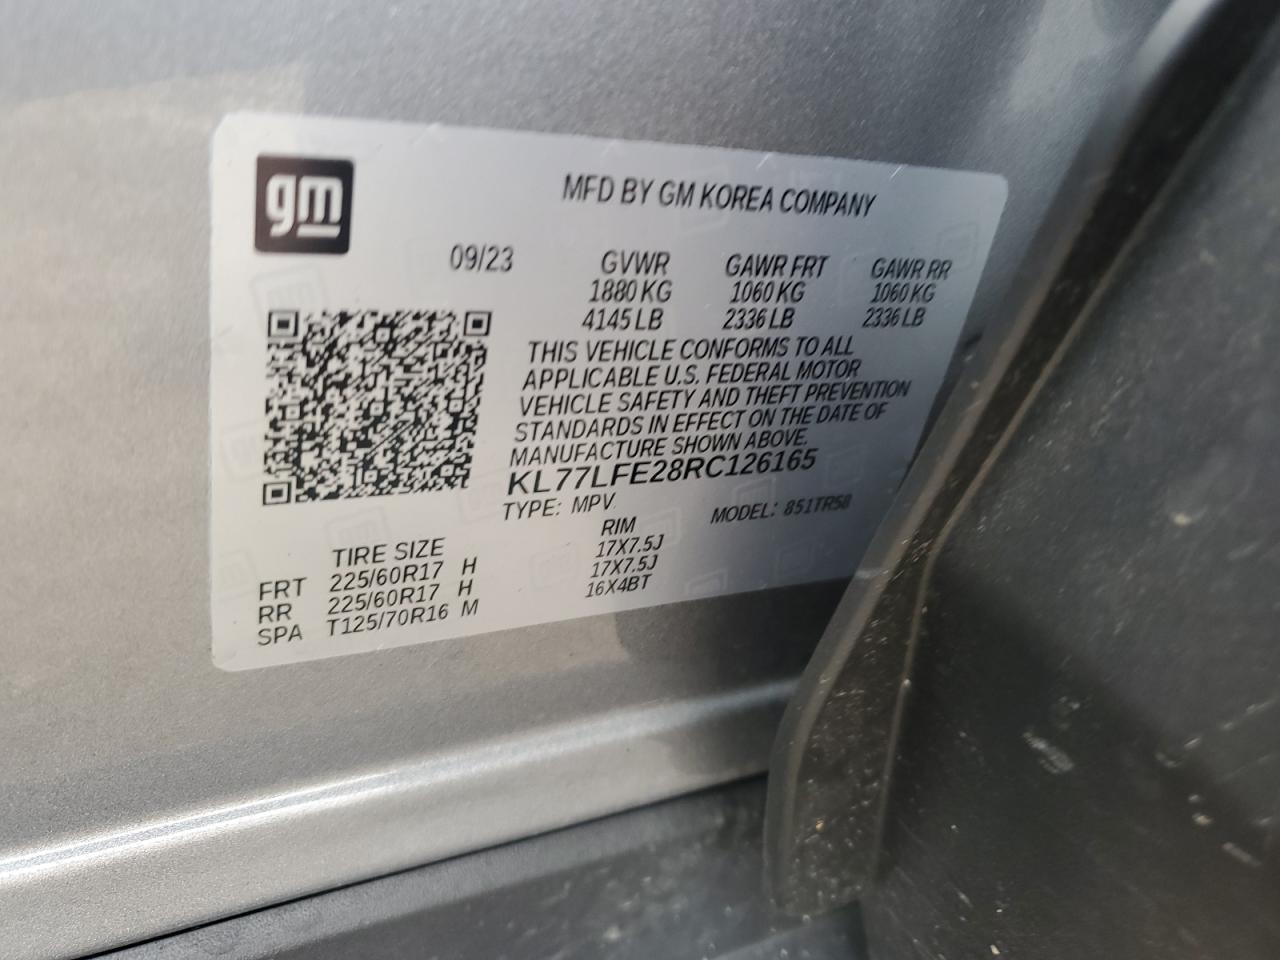 gm
MFD BY GM KOREA COMPANY
09/23 GVWR GAWR FRT GAWR RR
1880 KG 1060 KG 1060 KG
4145 LB 2336 LB 2336 LB
THIS VEHICLE CONFORMS TO ALL
APPLICABLE U.S. FEDERAL MOTOR
VEHICLE SAFETY AND THEFT PREVENTION
STANDARDS IN EFFECT ON THE DATE OF
MANUFACTURE SHOWN ABOVE.
KL77LFE28RC126165
TYPE: MPV MODEL: 851TR58
TIRE SIZE RIM
FRT 225/60R17 H 17X7.5J
RR 225/60R17 H 17X7.5J
SPA T125/70R16 M 16X4BT